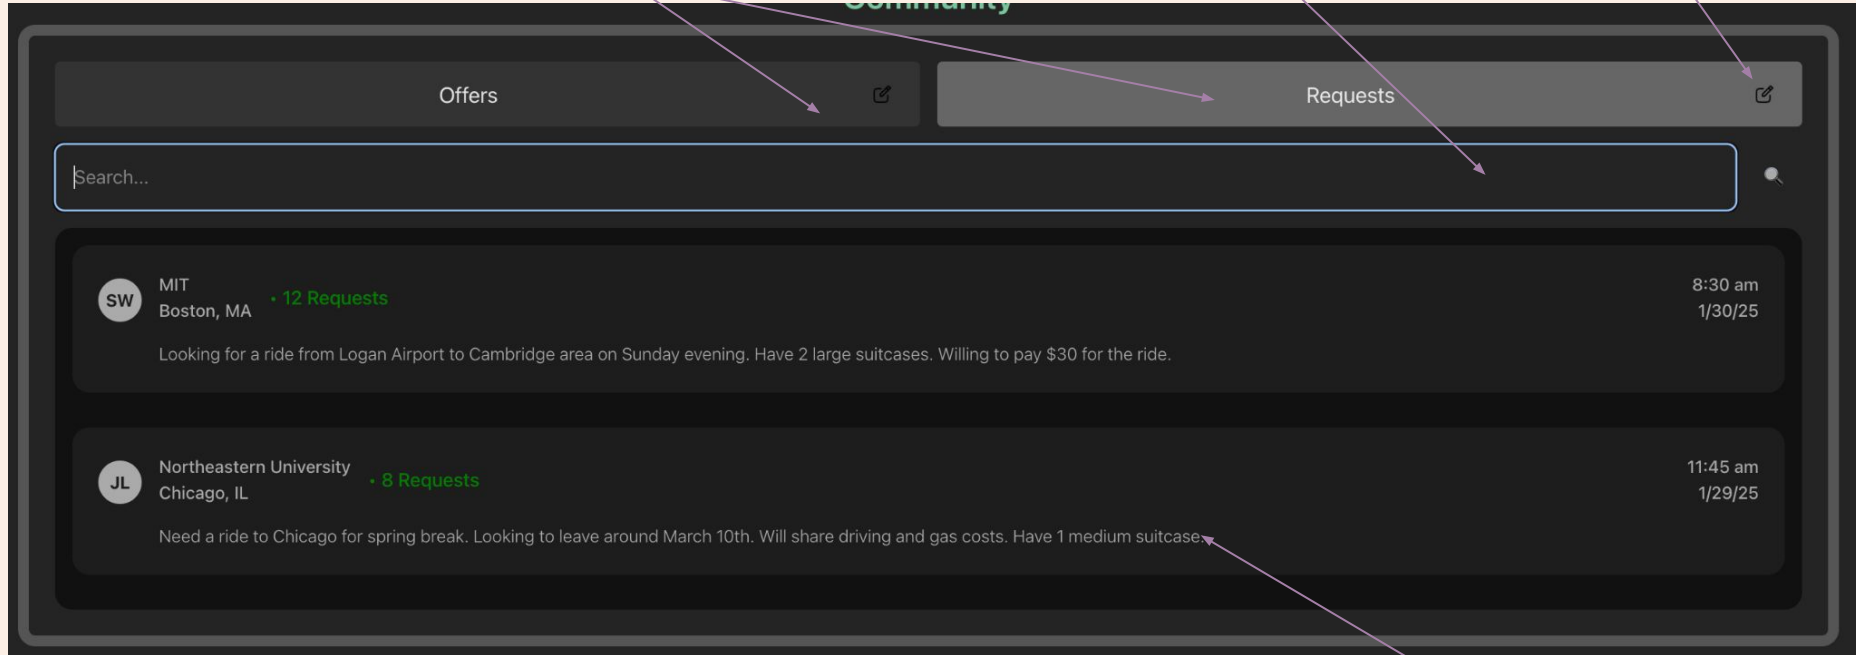 Community
Offers
Requests
Search...
SW
MIT
Boston, MA
• 12 Requests
8:30 am
1/30/25
Looking for a ride from Logan Airport to Cambridge area on Sunday evening. Have 2 large suitcases. Willing to pay $30 for the ride.
JL
Northeastern University
Chicago, IL
• 8 Requests
11:45 am
1/29/25
Need a ride to Chicago for spring break. Looking to leave around March 10th. Will share driving and gas costs. Have 1 medium suitcase.